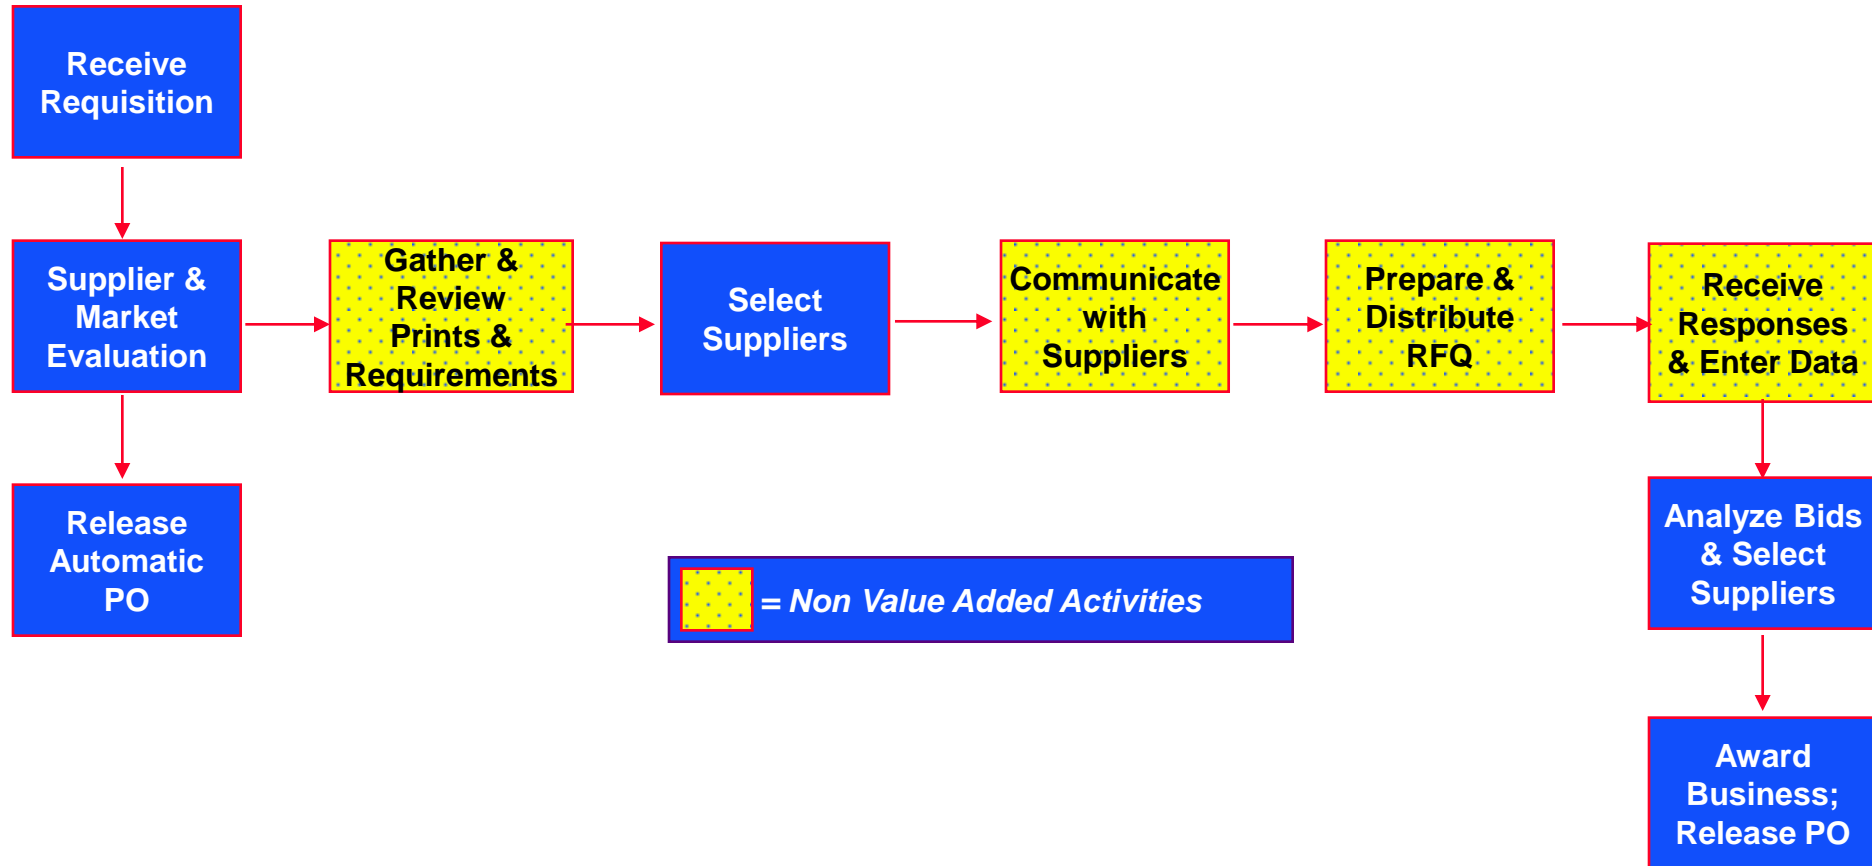 Receive
Requisition
Supplier &
Market
Evaluation
Gather &
Review
Prints &
Requirements
Select
Suppliers
Communicate
with
Suppliers
Prepare &
Distribute
RFQ
Receive
Responses
& Enter Data
Release
Automatic
PO
= Non Value Added Activities
Analyze Bids
& Select
Suppliers
Award
Business;
Release PO